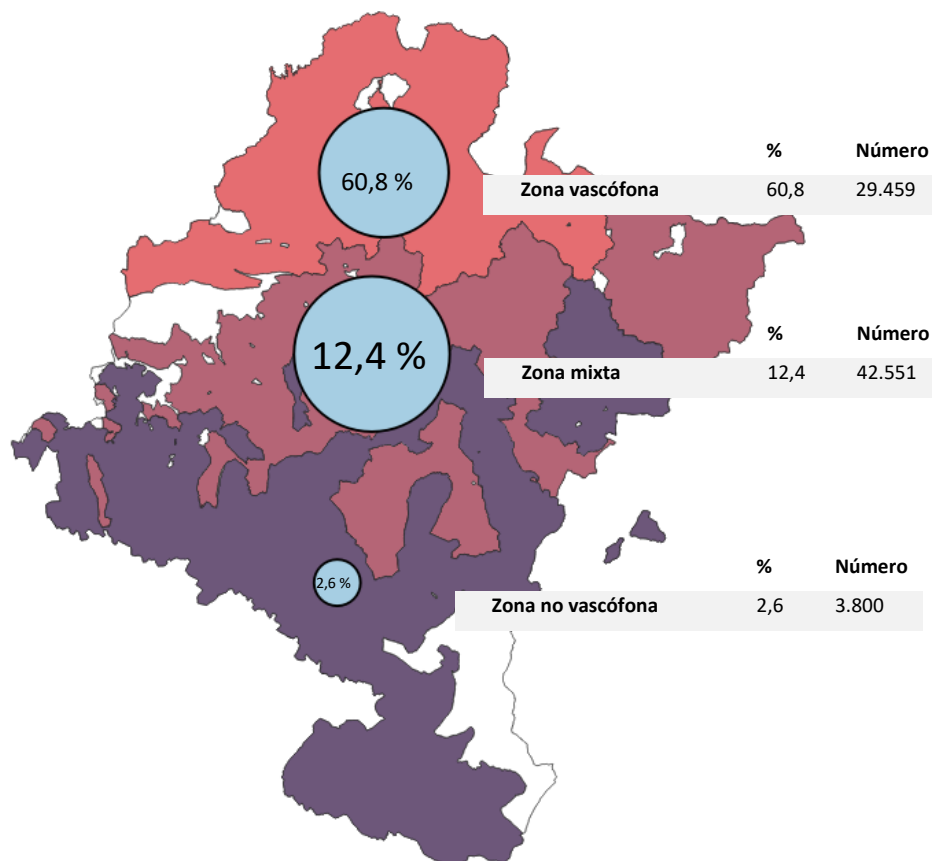 % Número
60,8 %
Zona vascófona 60,8 29.459
% Número
12,4 %
Zona mixta 12,4 42.551
% Número
2,6 %
Zona no vascófona 2,6 3.800